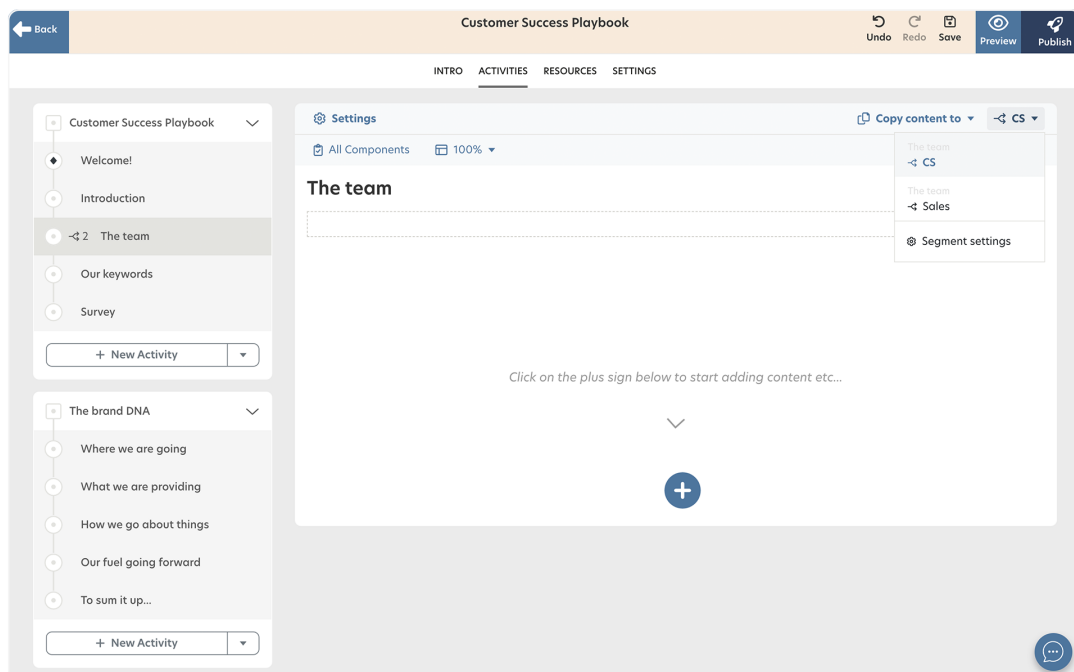 Back
Customer Success Playbook
Undo
Redo
Save
Preview
Publish
INTRO
ACTIVITIES
RESOURCES
SETTINGS
Customer Success Playbook
Welcome!
Introduction
2 The team
Our keywords
Survey
+ New Activity
The brand DNA
Where we are going
What we are providing
How we go about things
Our fuel going forward
To sum it up...
+ New Activity
Settings
Copy content to
CS
All Components
100%
The team
The team
CS
The team
Sales
Segment settings
Click on the plus sign below to start adding content etc...